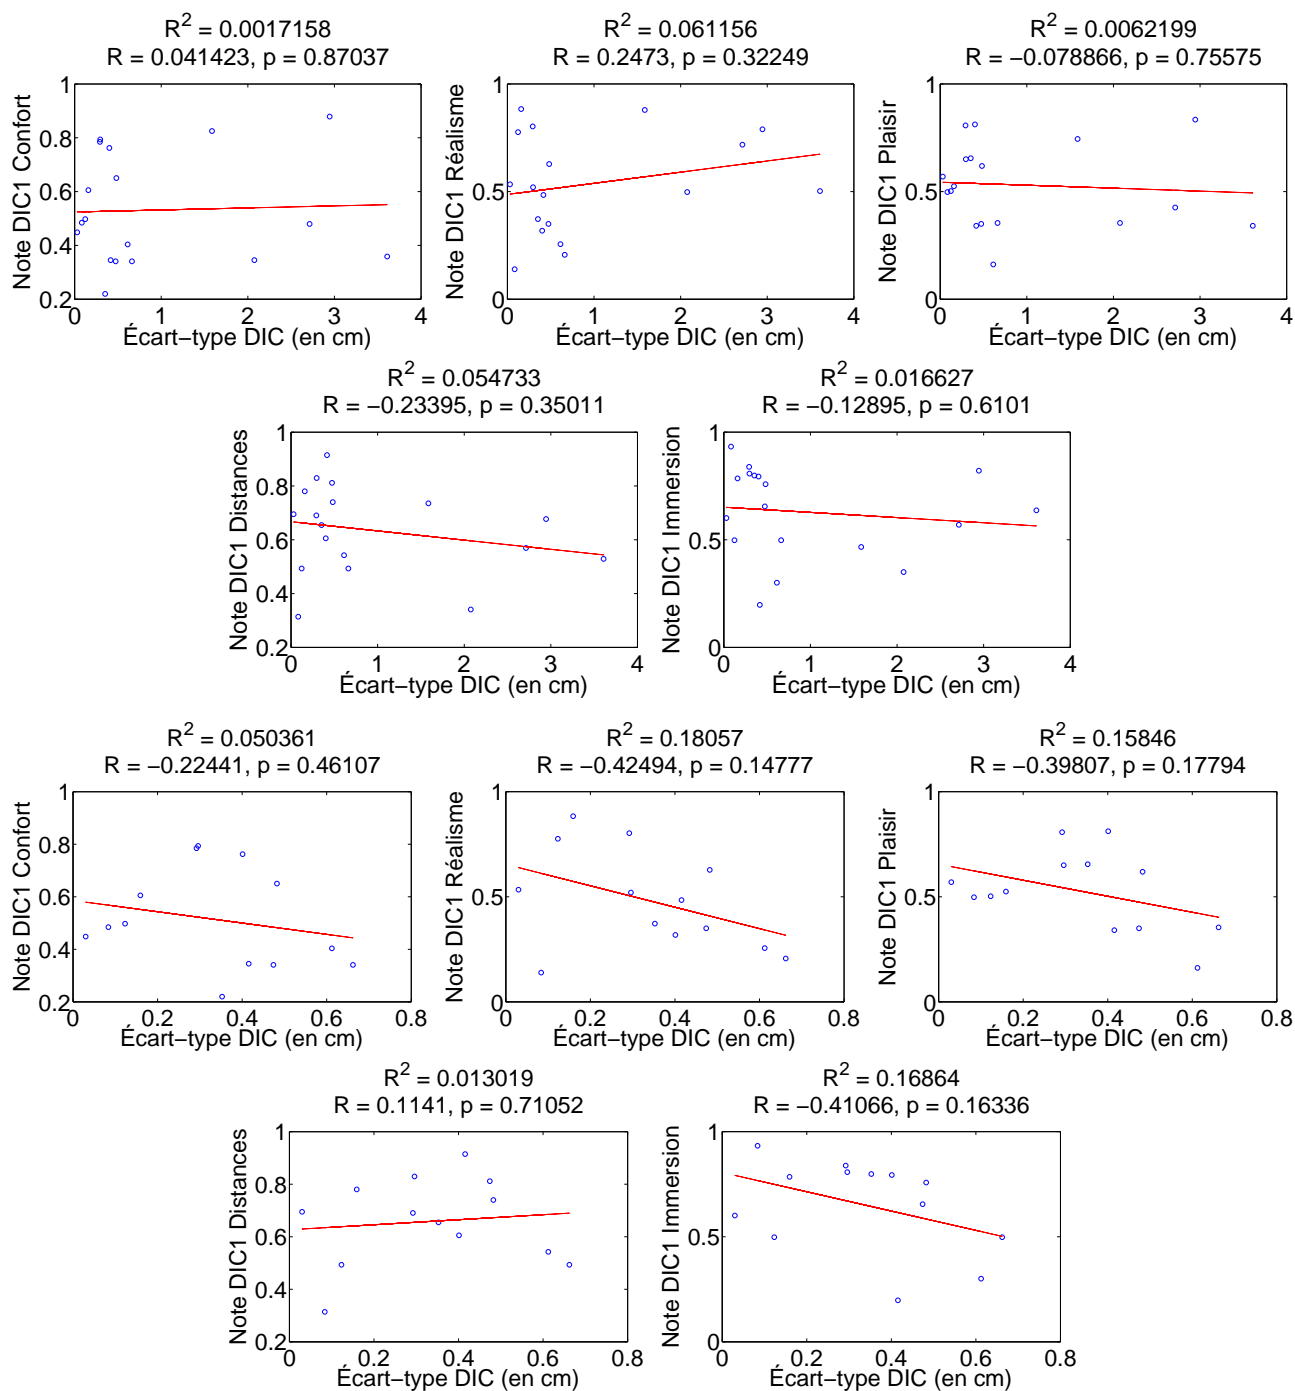 R² = 0.0017158
R = 0.041423, p = 0.87037
Note DIC1 Confort
1
0.8
0.6
0.4
0.2
0 1 2 3 4
Écart−type DIC (en cm)
R² = 0.061156
R = 0.2473, p = 0.32249
Note DIC1 Réalisme
1
0.5
0
0 1 2 3 4
Écart−type DIC (en cm)
R² = 0.0062199
R = −0.078866, p = 0.75575
Note DIC1 Plaisir
1
0.5
0
0 1 2 3 4
Écart−type DIC (en cm)
R² = 0.054733
R = −0.23395, p = 0.35011
Note DIC1 Distances
1
0.8
0.6
0.4
0.2
0 1 2 3 4
Écart−type DIC (en cm)
R² = 0.016627
R = −0.12895, p = 0.6101
Note DIC1 Immersion
1
0.5
0
0 1 2 3 4
Écart−type DIC (en cm)
R² = 0.050361
R = −0.22441, p = 0.46107
Note DIC1 Confort
1
0.8
0.6
0.4
0.2
0 0.2 0.4 0.6 0.8
Écart−type DIC (en cm)
R² = 0.18057
R = −0.42494, p = 0.14777
Note DIC1 Réalisme
1
0.5
0
0 0.2 0.4 0.6 0.8
Écart−type DIC (en cm)
R² = 0.15846
R = −0.39807, p = 0.17794
Note DIC1 Plaisir
1
0.5
0
0 0.2 0.4 0.6 0.8
Écart−type DIC (en cm)
R² = 0.013019
R = 0.1141, p = 0.71052
Note DIC1 Distances
1
0.8
0.6
0.4
0.2
0 0.2 0.4 0.6 0.8
Écart−type DIC (en cm)
R² = 0.16864
R = −0.41066, p = 0.16336
Note DIC1 Immersion
1
0.5
0
0 0.2 0.4 0.6 0.8
Écart−type DIC (en cm)